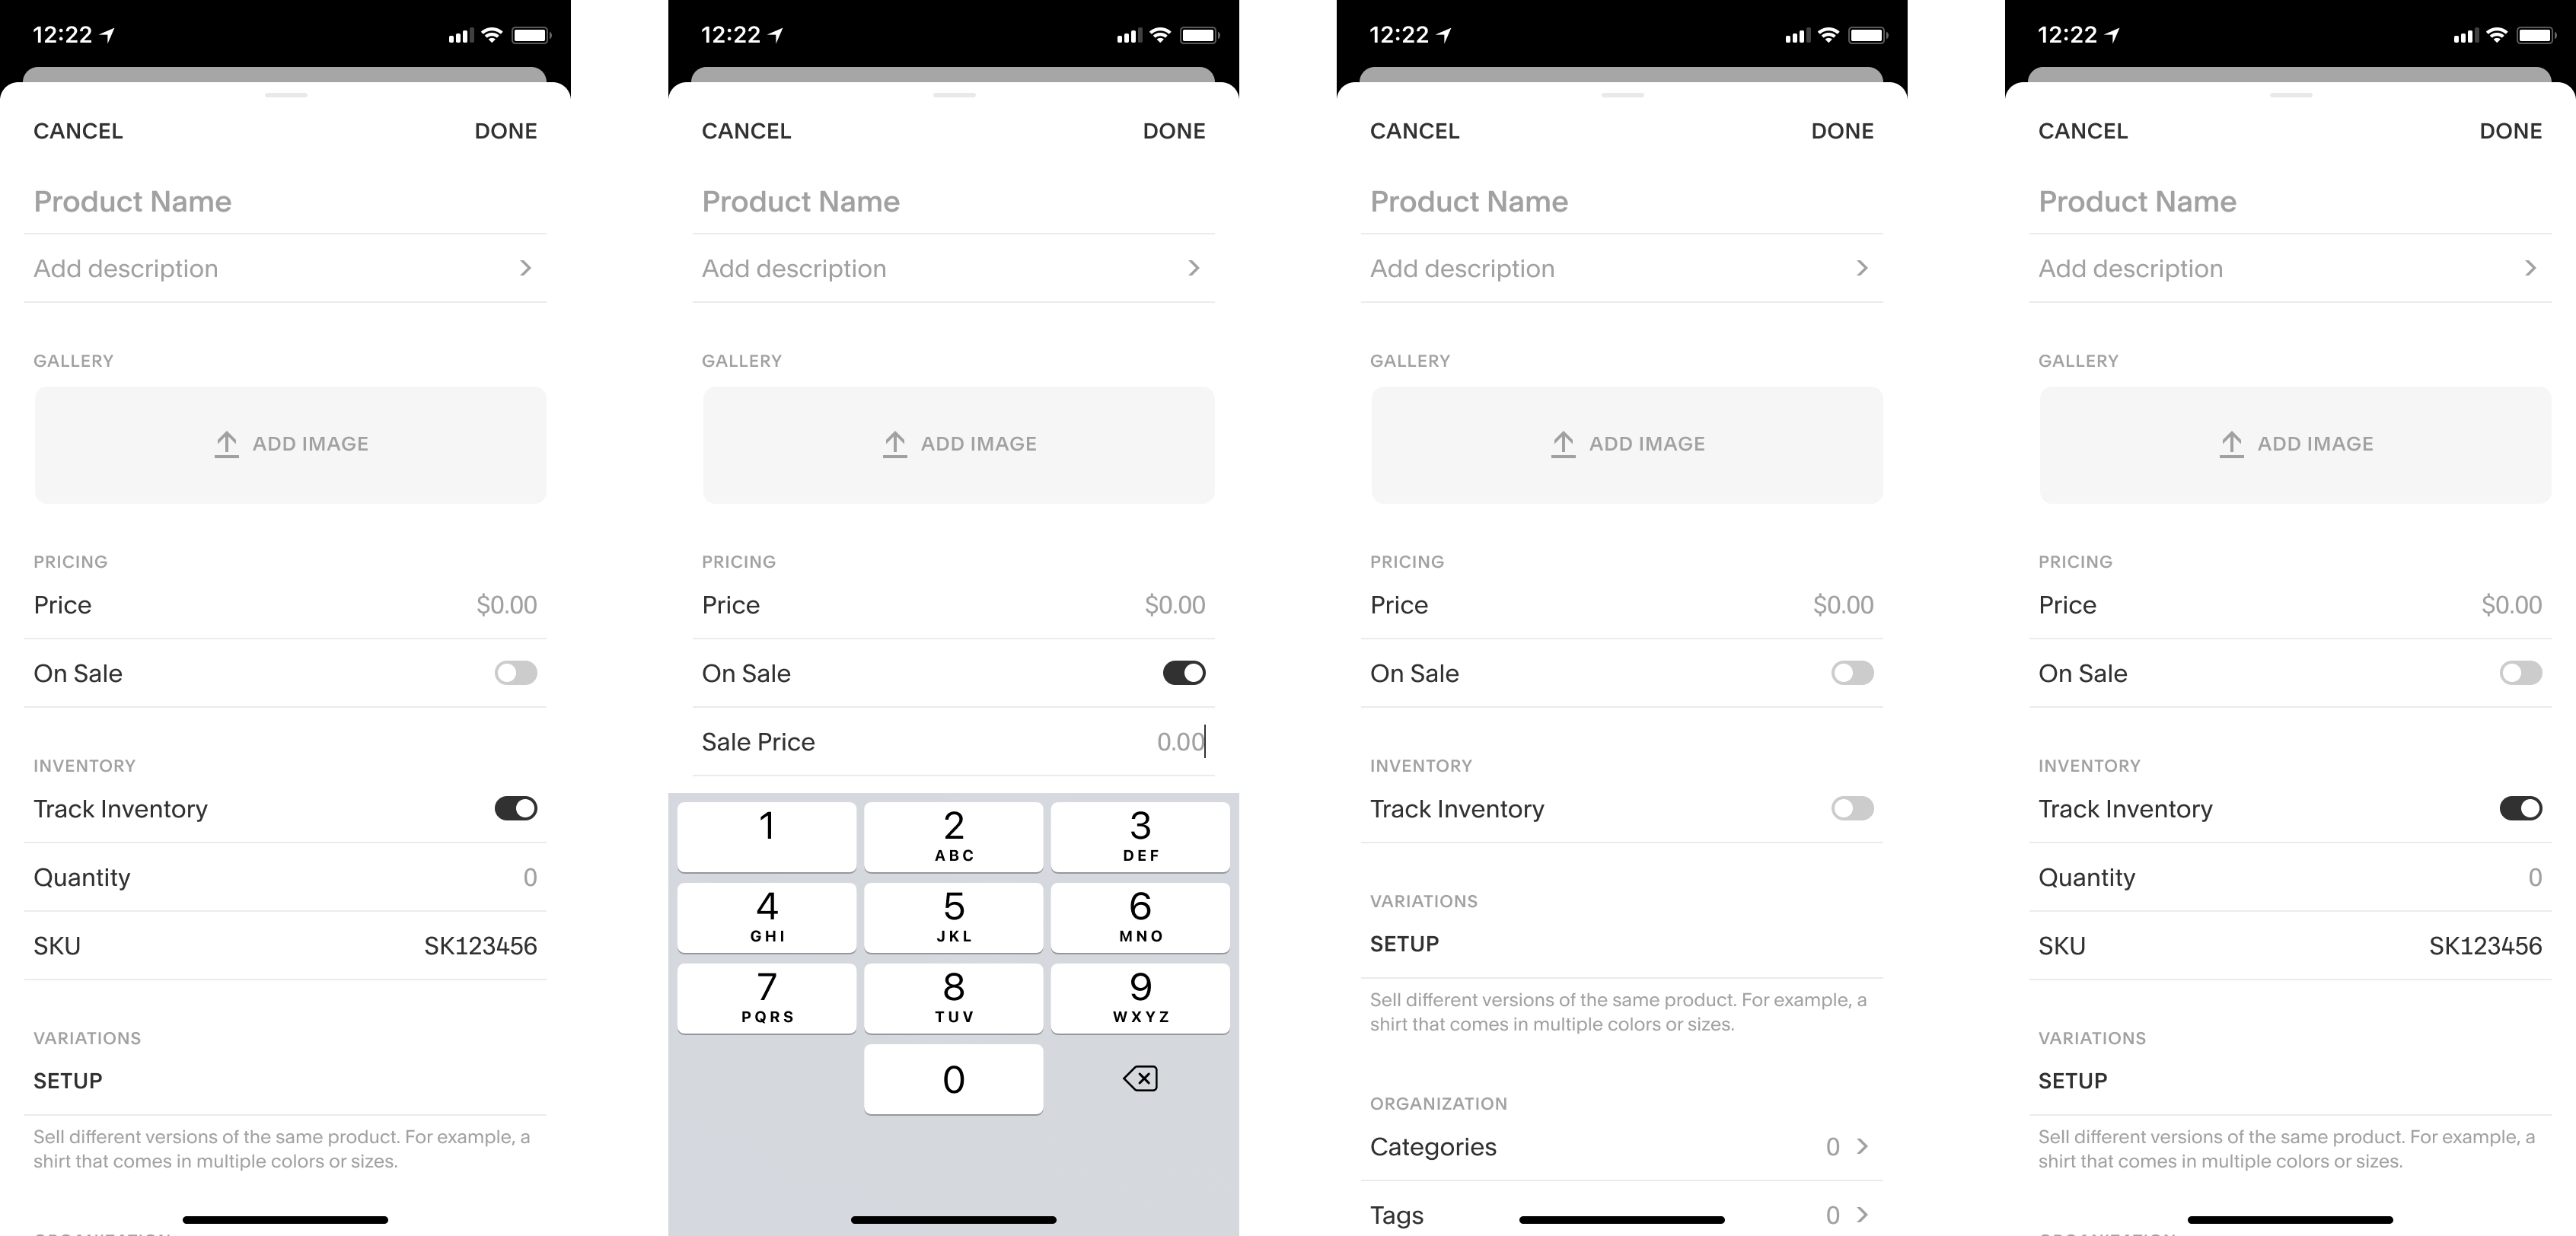 12:22
CANCEL DONE
Product Name
Add description
GALLERY
ADD IMAGE
PRICING
Price $0.00
On Sale
INVENTORY
Track Inventory
Quantity 0
SKU SK123456
VARIATIONS
SETUP
Sell different versions of the same product. For example, a
shirt that comes in multiple colors or sizes.
ORGANIZATION
12:22
CANCEL DONE
Product Name
Add description
GALLERY
ADD IMAGE
PRICING
Price $0.00
On Sale
Sale Price 0.00
1 2 3
ABC DEF
4 5 6
GHI JKL MNO
7 8 9
PQRS TUV WXYZ
0
12:22
CANCEL DONE
Product Name
Add description
GALLERY
ADD IMAGE
PRICING
Price $0.00
On Sale
INVENTORY
Track Inventory
VARIATIONS
SETUP
Sell different versions of the same product. For example, a
shirt that comes in multiple colors or sizes.
ORGANIZATION
Categories 0
Tags 0
12:22
CANCEL DONE
Product Name
Add description
GALLERY
ADD IMAGE
PRICING
Price $0.00
On Sale
INVENTORY
Track Inventory
Quantity 0
SKU SK123456
VARIATIONS
SETUP
Sell different versions of the same product. For example, a
shirt that comes in multiple colors or sizes.
ORGANIZATION